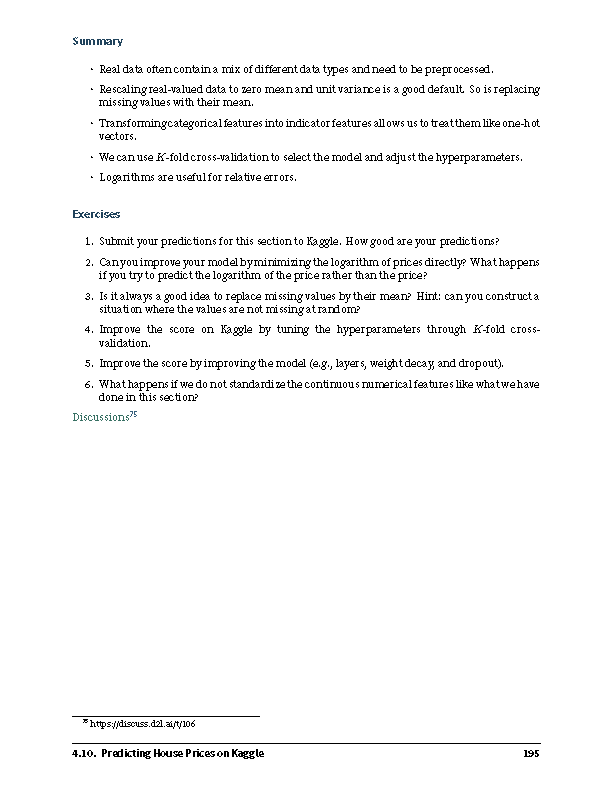 Summary
• Real data often contain a mix of different data types and need to be preprocessed.
• Rescaling real-valued data to zero mean and unit variance is a good default. So is replacing
missing values with their mean.
• Transforming categorical features into indicator features allows us to treat them like one-hot
vectors.
• We can use K-fold cross-validation to select the model and adjust the hyperparameters.
• Logarithms are useful for relative errors.
Exercises
1. Submit your predictions for this section to Kaggle. How good are your predictions?
2. Can you improve your model by minimizing the logarithm of prices directly? What happens
if you try to predict the logarithm of the price rather than the price?
3. Is it always a good idea to replace missing values by their mean? Hint: can you construct a
situation where the values are not missing at random?
4. Improve the score on Kaggle by tuning the hyperparameters through K-fold cross-
validation.
5. Improve the score by improving the model (e.g., layers, weight decay, and dropout).
6. What happens if we do not standardize the continuous numerical features like what we have
done in this section?
Discussions75
75 https://discuss.d2l.ai/t/106
4.10. Predicting House Prices on Kaggle 195